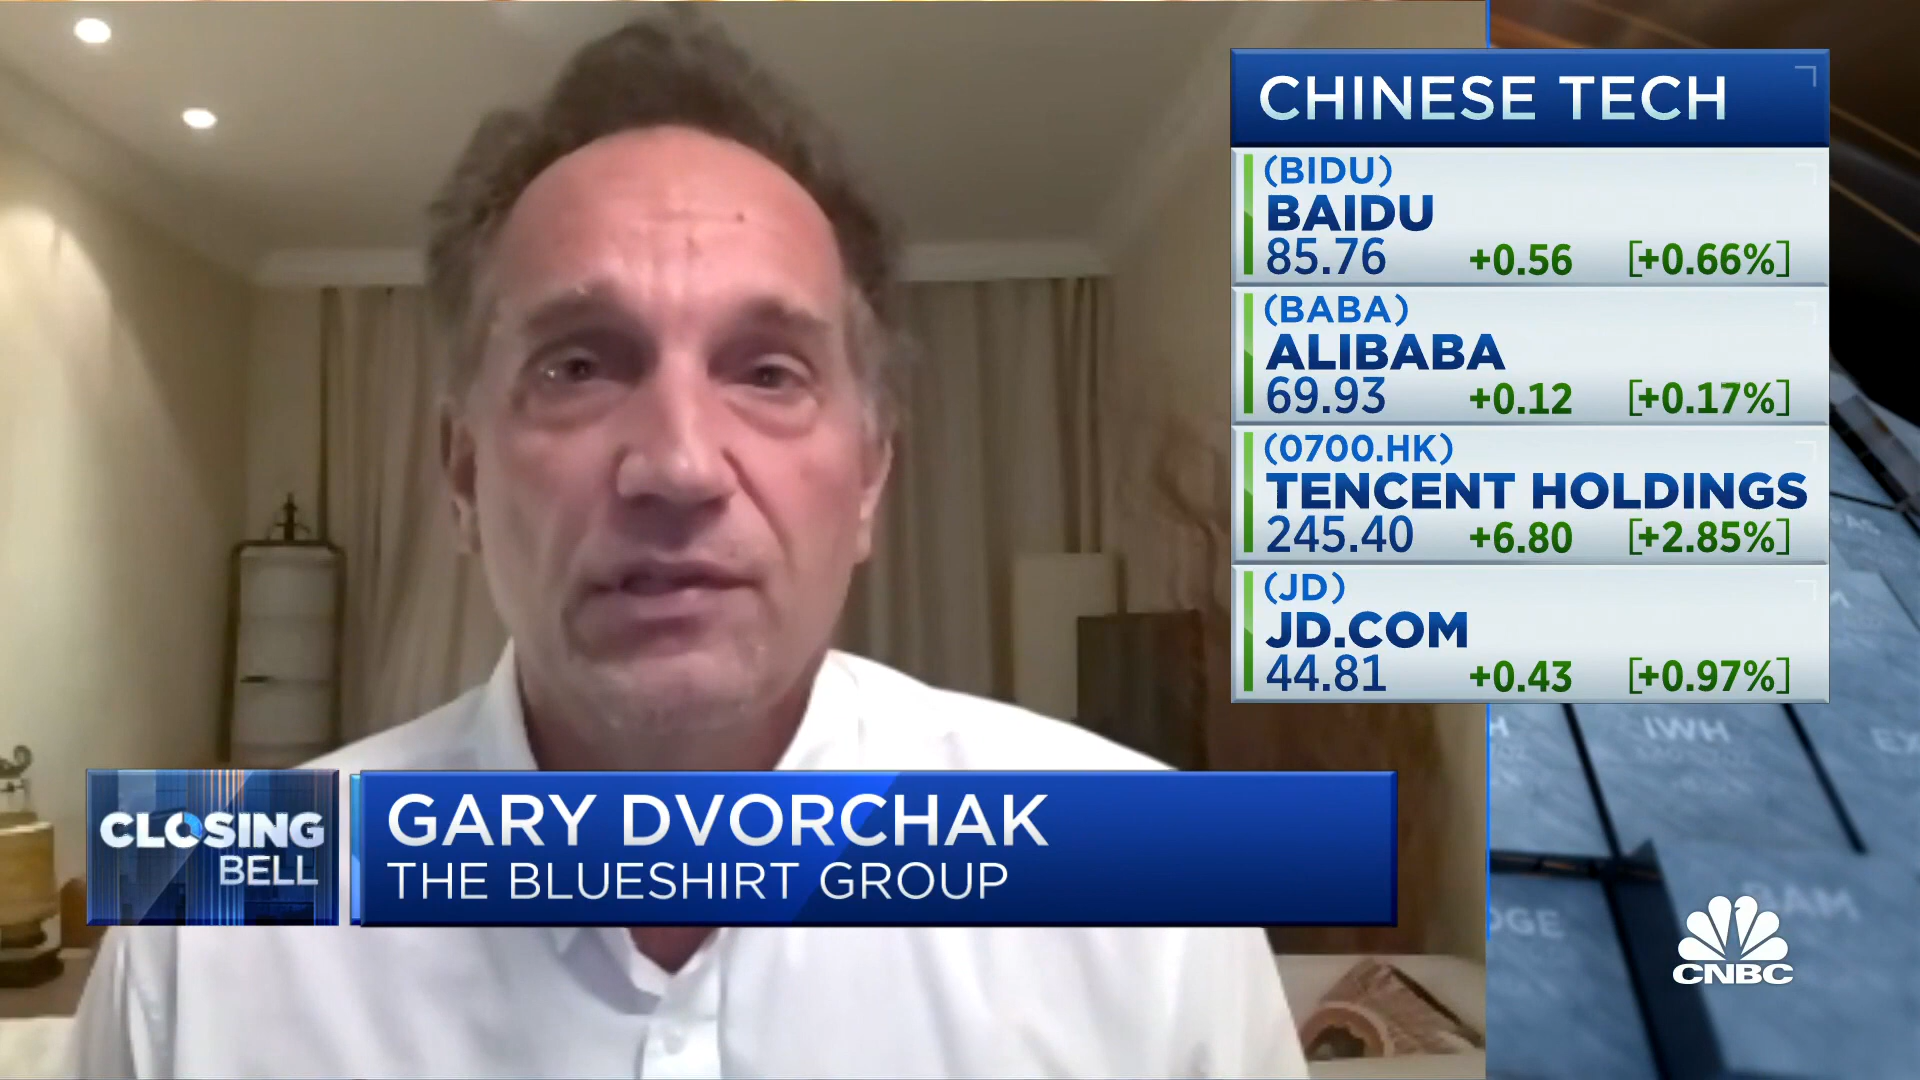 CHINESE TECH
(BIDU)
BAIDU
85.76 +0.56 [+0.66%]
(BABA)
ALIBABA
69.93 +0.12 [+0.17%]
(0700.HK)
TENCENT HOLDINGS
245.40 +6.80 [+2.85%]
(JD)
JD.COM
44.81 +0.43 [+0.97%]
IWH
CLOSING
BELL
GARY DVORCHAK
THE BLUESHIRT GROUP
CNBC